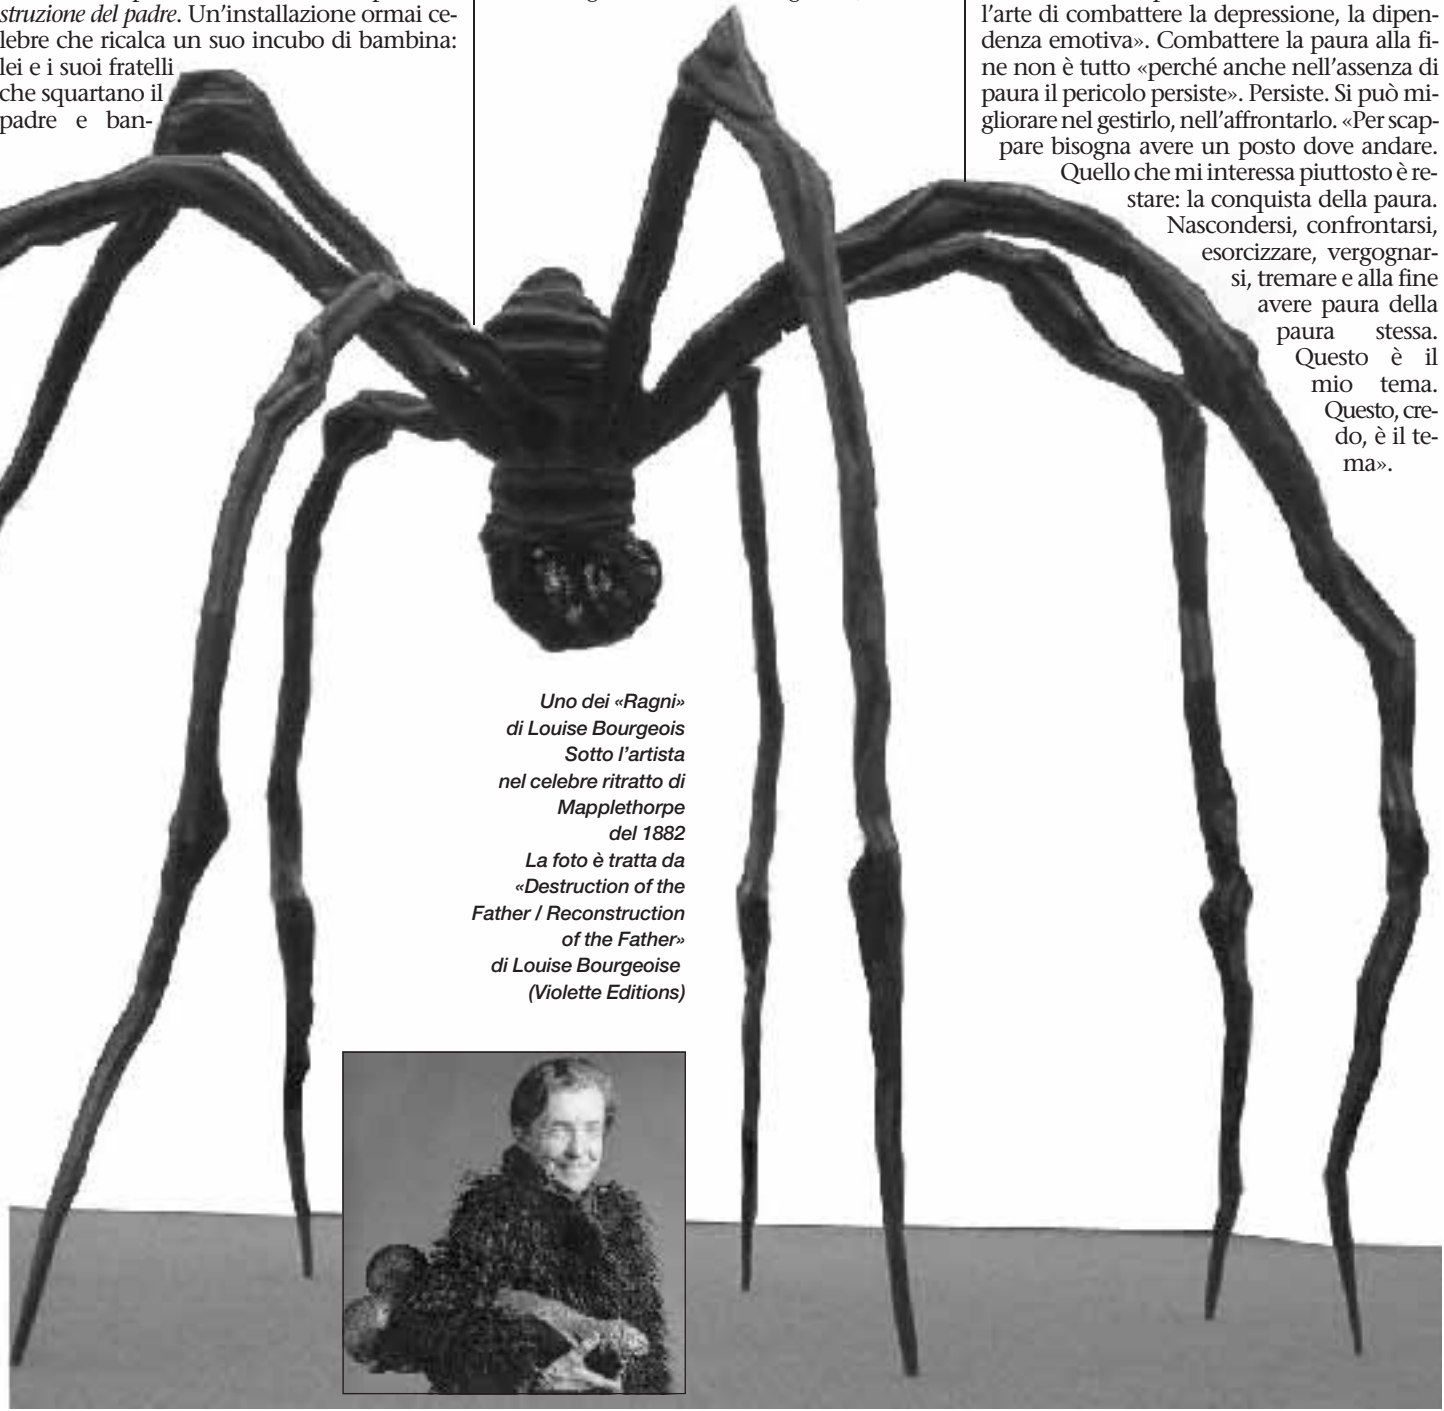 struzione del padre. Un'installazione ormai ce-
lebre che ricalca un suo incubo di bambina:
lei e i suoi fratelli
che squartano il
padre e ban-
l'arte di combattere la depressione, la dipen-
denza emotiva». Combattere la paura alla fi-
ne non è tutto «perché anche nell'assenza di
paura il pericolo persiste». Persiste. Si può mi-
gliorare nel gestirlo, nell'affrontarlo. «Per scap-
pare bisogna avere un posto dove andare.
Quello che mi interessa piuttosto è re-
stare: la conquista della paura.
Nascondersi, confrontarsi,
esorcizzare, vergognar-
si, tremare e alla fine
avere paura della
paura stessa.
Questo è il
mio tema.
Questo, cre-
do, è il te-
ma».
Uno dei «Ragni»
di Louise Bourgeois
Sotto l'artista
nel celebre ritratto di
Mapplethorpe
del 1882
La foto è tratta da
«Destruction of the
Father / Reconstruction
of the Father»
di Louise Bourgeoise
(Violette Editions)